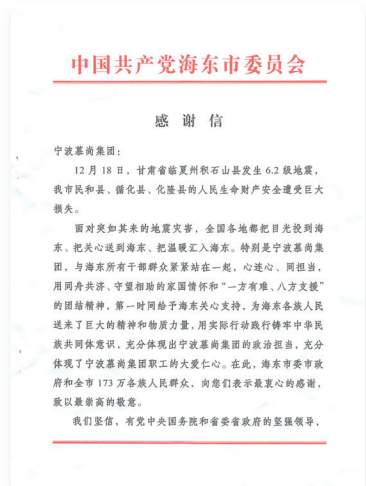 中国共产党海东市委员会
感谢信
宁波慕尚集团：
12月18日，甘肃省临夏州积石山县发生6.2级地震，
我市民和县、循化县、化隆县的人民生命财产安全遭受巨大
损失。
面对突如其来的地震灾害，全国各地都把目光投到海
东、把关心送到海东、把温暖汇入海东。特别是宁波慕尚集
团，与海东所有干部群众紧紧站在一起，心连心、同担当，
用同舟共济、守望相助的家国情怀和“一方有难、八方支援”
的团结精神，第一时间给予海东关心支持，为海东各族人民
送来了巨大的精神和物质力量，用实际行动践行铸牢中华民
族共同体意识，充分体现出宁波慕尚集团的政治担当，充分
体现了宁波慕尚集团职工的大爱仁心。在此，海东市委市政
府和全市173万各族人民群众，向您们表示最衷心的感谢，
致以最崇高的敬意。
我们坚信，有党中央国务院和省委省政府的坚强领导，